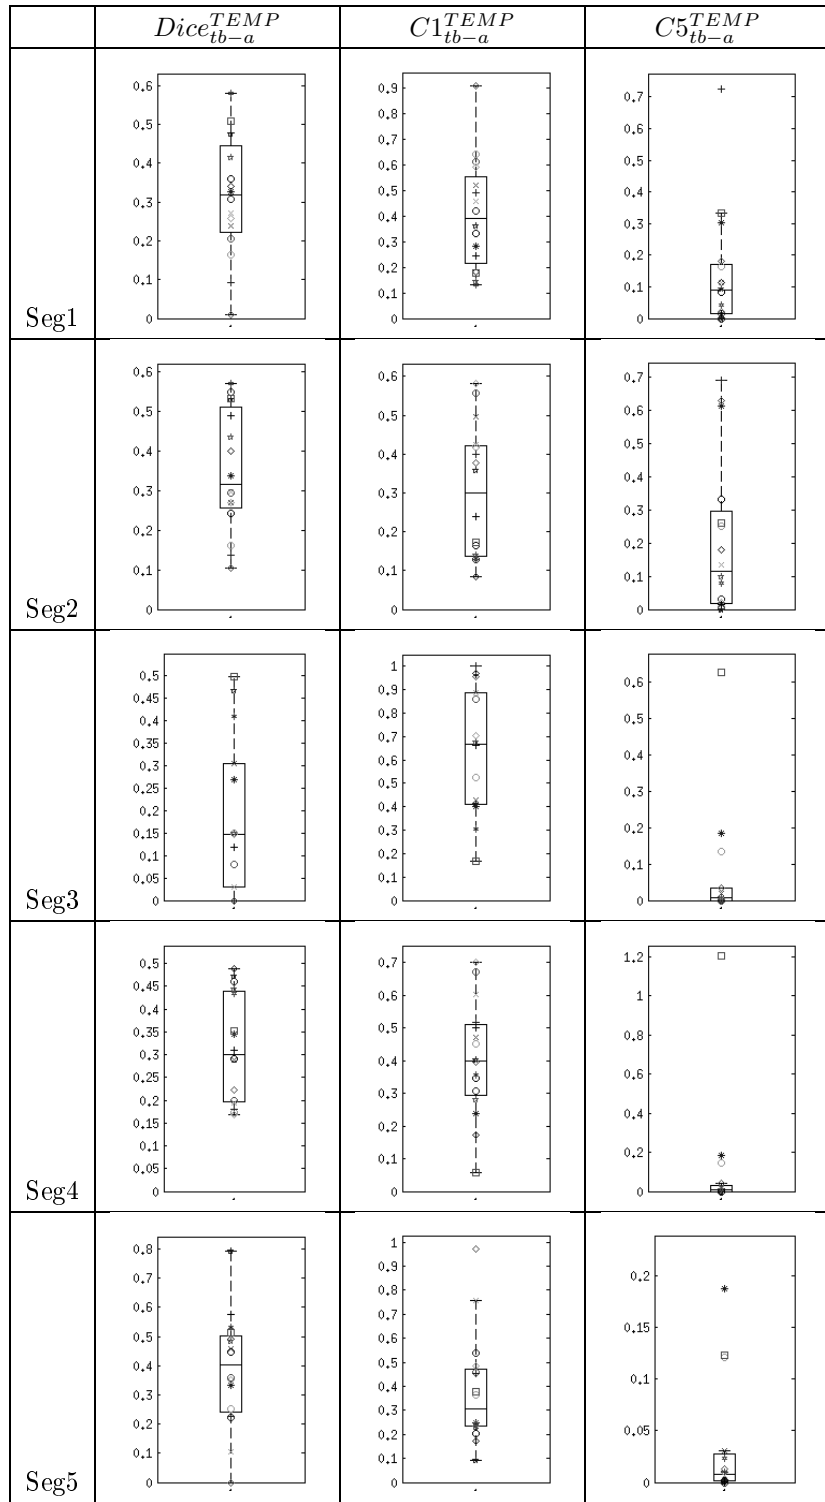 Dice_{tb-a}^{TEMP} C1_{tb-a}^{TEMP} C5_{tb-a}^{TEMP}
0.6 0.5 0.4 0.3 0.2 0.1 0
0.9 0.8 0.7 0.6 0.5 0.4 0.3 0.2 0.1 0
0.7 0.6 0.5 0.4 0.3 0.2 0.1 0
Seg1
0.6 0.5 0.4 0.3 0.2 0.1 0
0.6 0.5 0.4 0.3 0.2 0.1 0
0.7 0.6 0.5 0.4 0.3 0.2 0.1 0
Seg2
0.5 0.45 0.4 0.35 0.3 0.25 0.2 0.15 0.1 0.05 0
1 0.9 0.8 0.7 0.6 0.5 0.4 0.3 0.2 0.1 0
0.6 0.5 0.4 0.3 0.2 0.1 0
Seg3
0.5 0.45 0.4 0.35 0.3 0.25 0.2 0.15 0.1 0.05 0
0.7 0.6 0.5 0.4 0.3 0.2 0.1 0
1.2 1 0.8 0.6 0.4 0.2 0
Seg4
0.8 0.7 0.6 0.5 0.4 0.3 0.2 0.1 0
1 0.9 0.8 0.7 0.6 0.5 0.4 0.3 0.2 0.1 0
0.2 0.15 0.1 0.05 0
Seg5